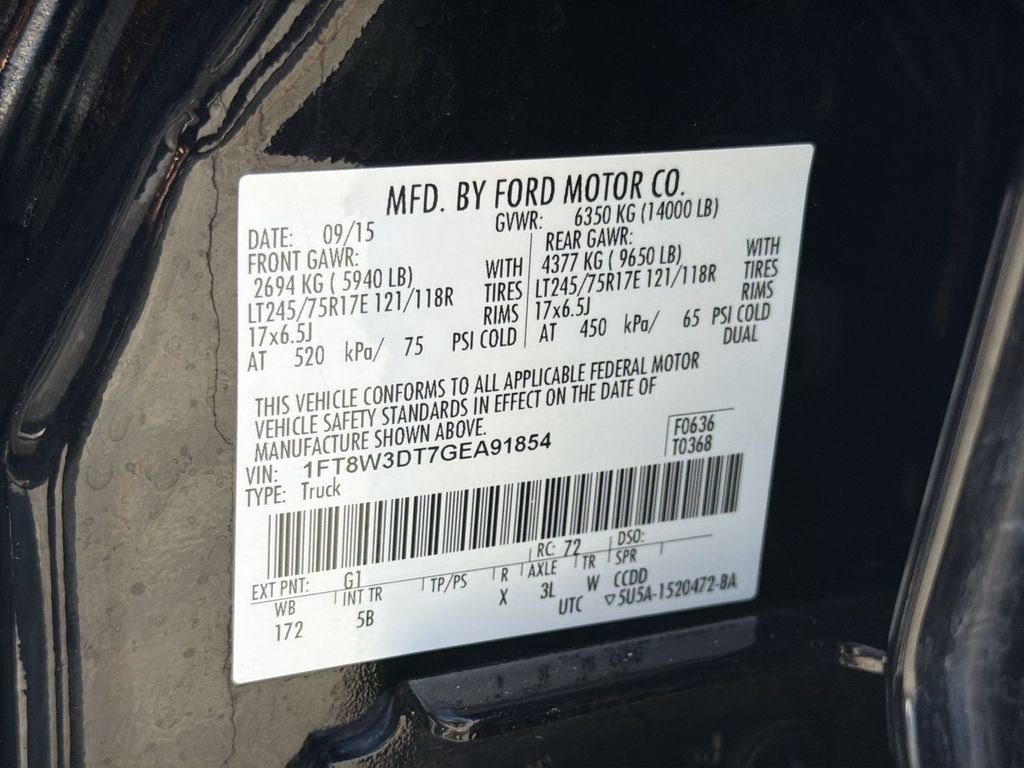 MFD. BY FORD MOTOR CO.
DATE: 09/15 GVWR: 6350 KG (14000 LB)
FRONT GAWR: REAR GAWR:
2694 KG ( 5940 LB) WITH 4377 KG ( 9650 LB) WITH
LT245/75R17E 121/118R TIRES LT245/75R17E 121/118R TIRES
17x6.5J RIMS 17x6.5J RIMS
AT 520 kPa/ 75 PSI COLD AT 450 kPa/ 65 PSI COLD
DUAL
THIS VEHICLE CONFORMS TO ALL APPLICABLE FEDERAL MOTOR
VEHICLE SAFETY STANDARDS IN EFFECT ON THE DATE OF
MANUFACTURE SHOWN ABOVE.
VIN: 1FT8W3DT7GEA91854 F0636
TYPE: Truck T0368
EXT PNT: G1 RC: 72 DSO:
WB INT TR TP/PS R AXLE TR SPR
172 5B X 3L W CCDD
UTC ▽5U5A-1520472-BA